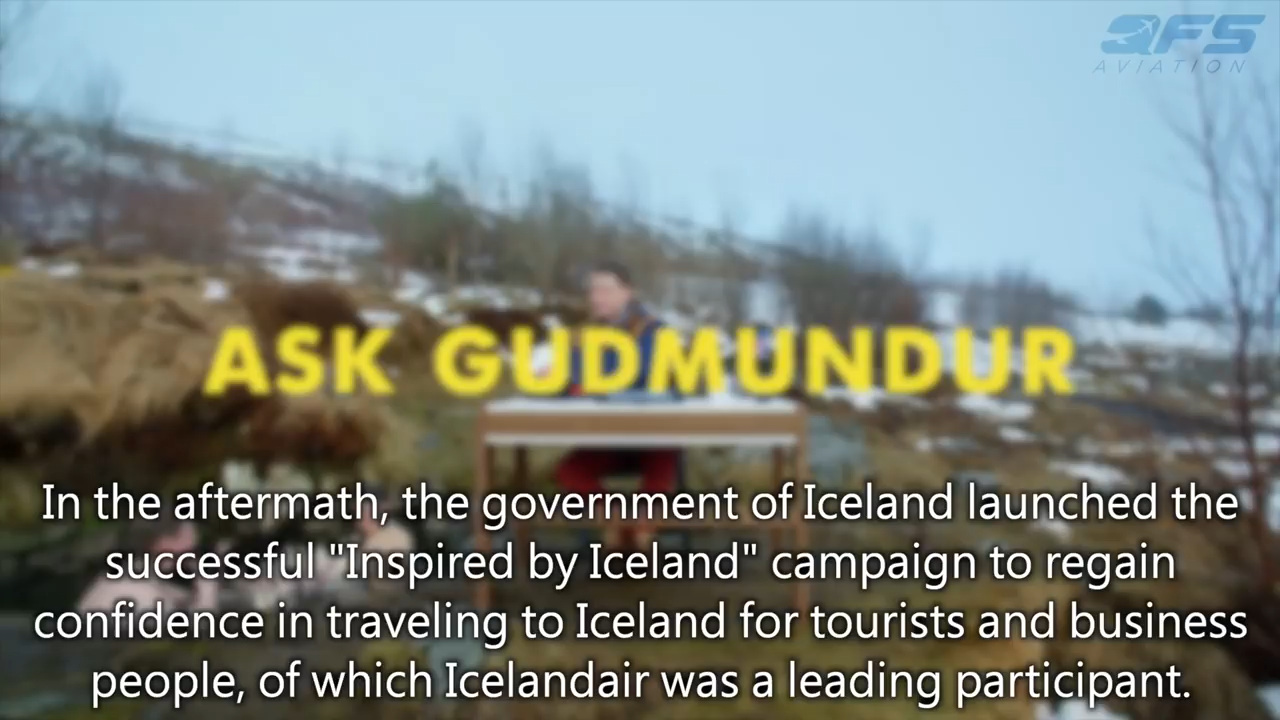 QFS
AVIATION
ASK GUDMUNDUR
In the aftermath, the government of Iceland launched the
successful "Inspired by Iceland" campaign to regain
confidence in traveling to Iceland for tourists and business
people, of which Icelandair was a leading participant.